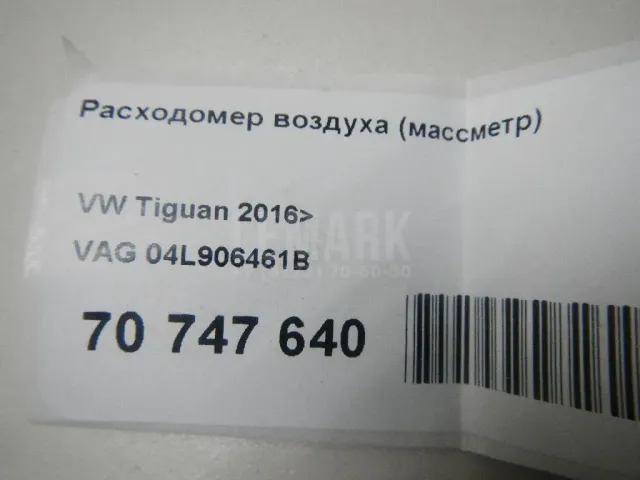 Расходомер воздуха (массметр)
VW Tiguan 2016>
VAG 04L906461B
70 747 640